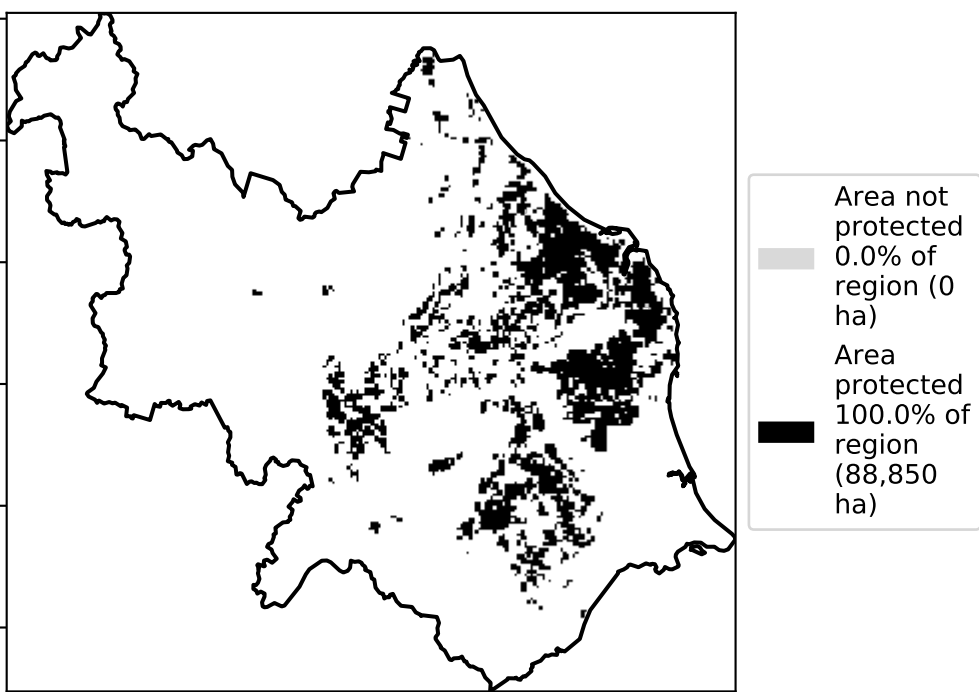 Area not
protected
0.0% of
region (0
ha)
Area
protected
100.0% of
region
(88,850
ha)